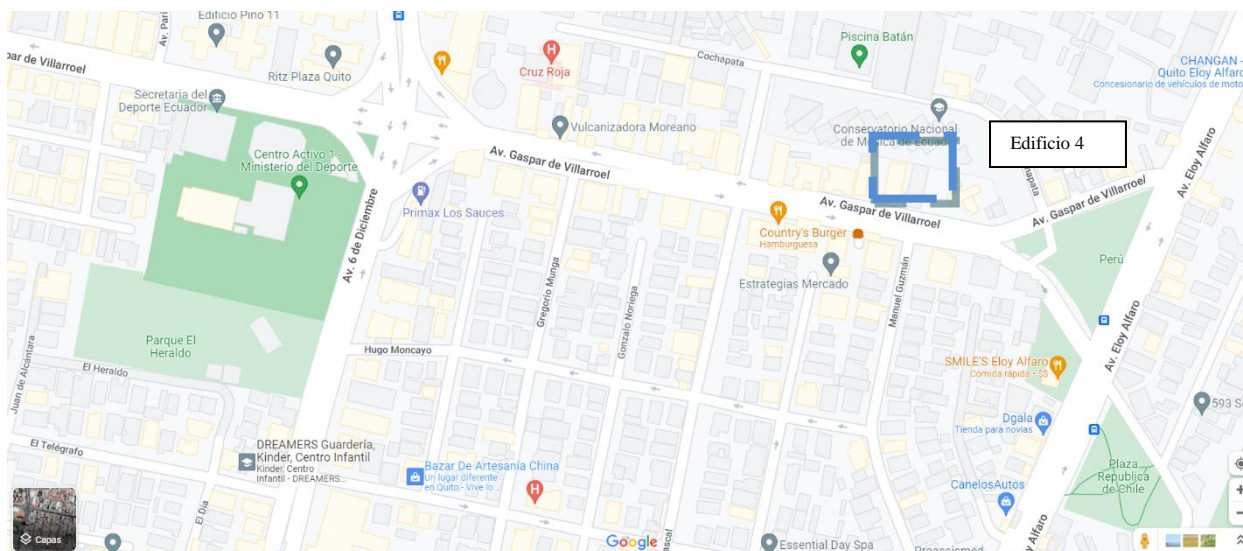 Edificio Pino 11
Av. Parí
par de Villarroel
Ritz Plaza Quito
Cruz Roja
Piscina Batán
Cochapata
CHANGAN -
Quito Eloy Alfaro
Concesionario de vehículos de moto
Secretaria del
Deporte Ecuador
Vulcanizadora Moreano
Conservatorio Nacional
de Música de Ecuador
Edificio 4
Centro Activo 1 -
Ministerio del Deporte
Av. Gaspar de Villarroel
Cochapata
Av. Eloy Alfaro
Primax Los Sauces
Av. 6 de Diciembre
Av. Gaspar de Villarroel
Av. Gaspar de Villarroel
Country's Burger
Hamburguesa
Perú
Estrategias Mercado
Gregorio Munga
Gonzalo Noriega
Manuel Guzmán
Parque El
Heraldo
Hugo Moncayo
Av. Eloy Alfaro
Juan de Alcántara
El Heraldo
SMILE'S Eloy Alfaro
Comida rápida • $$
593 S
Dgala
Tienda para novias
El Telégrafo
DREAMERS Guardería,
Kinder, Centro Infantil
Kinder, Centro
Infantil - DREAMERS...
Bazar De Artesanía China
Un lugar diferente
en Quito - Vive lo ...
Plaza
Republica
de Chile
CanelosAutos
El Día
Capas
Google
ascal
Essential Day Spa
Proassismed